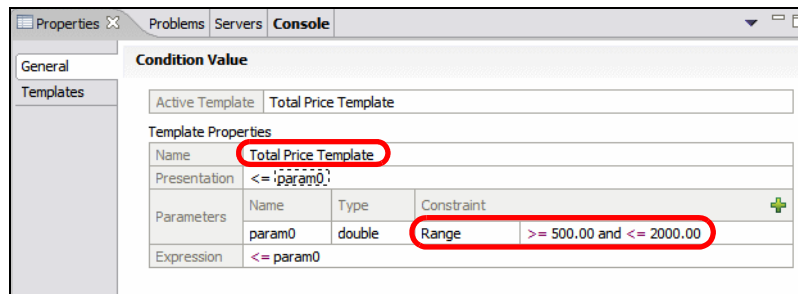 Properties Problems Servers Console
General
Templates
Condition Value
Active Template Total Price Template
Template Properties
Name Total Price Template
Presentation <= param0
Parameters Name Type Constraint
param0 double Range >= 500.00 and <= 2000.00
Expression <= param0